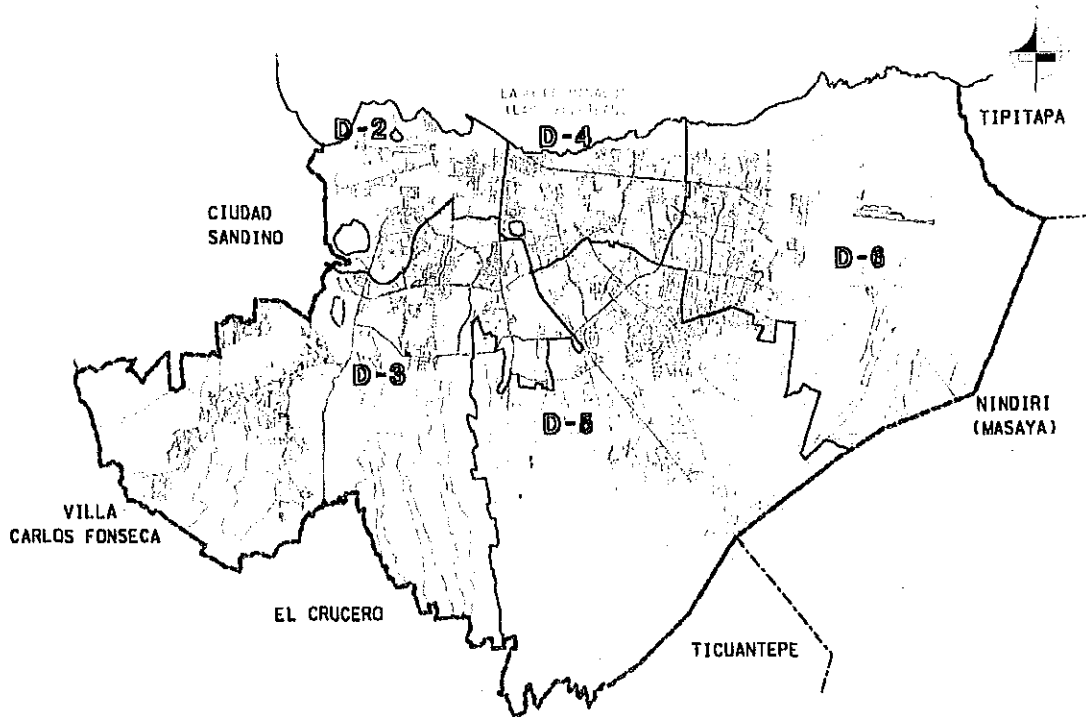 TIPITAPA
D-2
D-4
CIUDAD
SANDINO
D-6
D-3
NINDIRI
(MASAYA)
D-5
VILLA
CARLOS FONSECA
EL CRUCERO
TICUANTEPE